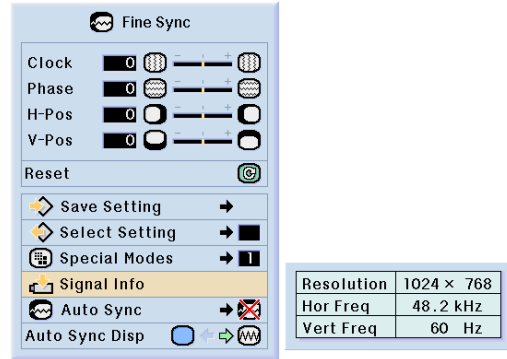 Fine Sync
Clock 0
Phase 0
H-Pos 0
V-Pos 0
Reset
Save Setting
Select Setting
Special Modes 1
Signal Info
Auto Sync
Auto Sync Disp
Resolution 1024 × 768
Hor Freq 48.2 kHz
Vert Freq 60 Hz